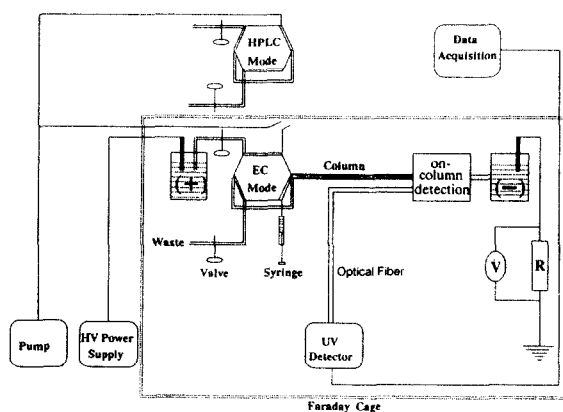 HPLC
Mode
Data
Acquisition
EC
Mode
Column
on-
column
detection
(+)
(-)
Waste
Valve
Syringe
Optical Fiber
V
R
Pump
HV Power
Supply
UV
Detector
Faraday Cage